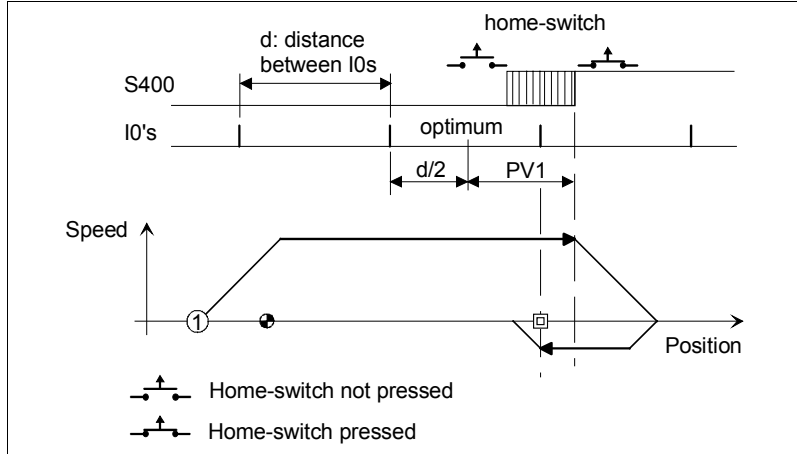 home-switch
d: distance
between I0s
S400
I0's
optimum
d/2
PV1
Speed
1
Position
Home-switch not pressed
Home-switch pressed